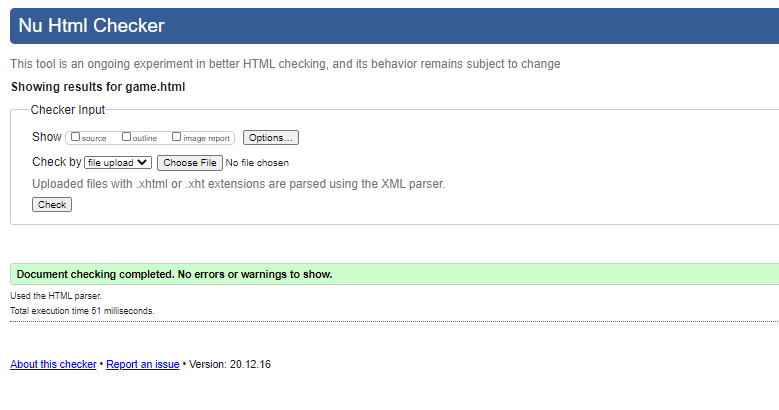 Nu Html Checker
This tool is an ongoing experiment in better HTML checking, and its behavior remains subject to change
Showing results for game.html
Checker Input
Show source outline image report Options...
Check by file upload Choose File No file chosen
Uploaded files with .xhtml or .xht extensions are parsed using the XML parser.
Check
Document checking completed. No errors or warnings to show.
Used the HTML parser.
Total execution time 51 milliseconds.
About this checker • Report an issue • Version: 20.12.16